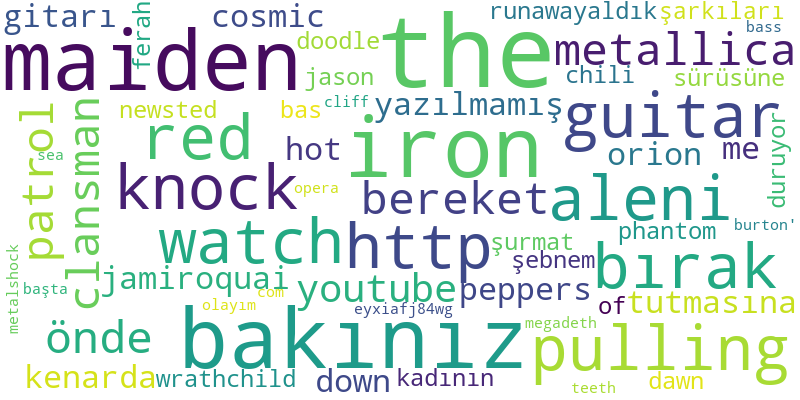 gitarı cosmic ferah runawayaldık şarkıları bass
maiden doodle the metallica
jason chili sürüsüne
newsted bas cliff yazılmamış guitar
patrol clansman red hot iron orion me duruyor
sea knock opera bereket aleni
watch http şurmat phantom burton'
jamiroquai youtube peppers şebnem bırak
metalshock başta olayım com eyxiafj84wg of tutmasına
önde bakınız megadeth pulling
kenarda wrathchild down kadının teeth dawn